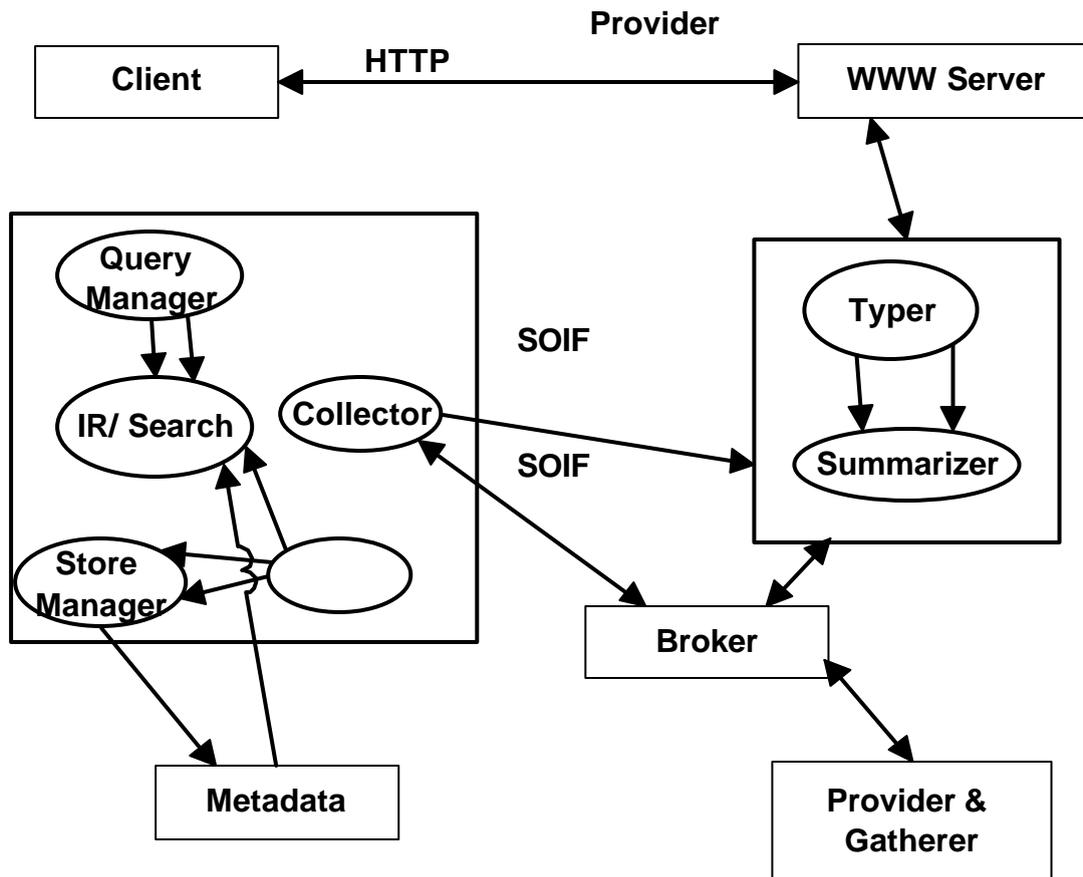 Provider
Client
HTTP
WWW Server
Query
Manager
Typer
SOIF
IR/ Search
Collector
SOIF
Summarizer
Store
Manager
Broker
Metadata
Provider &
Gatherer